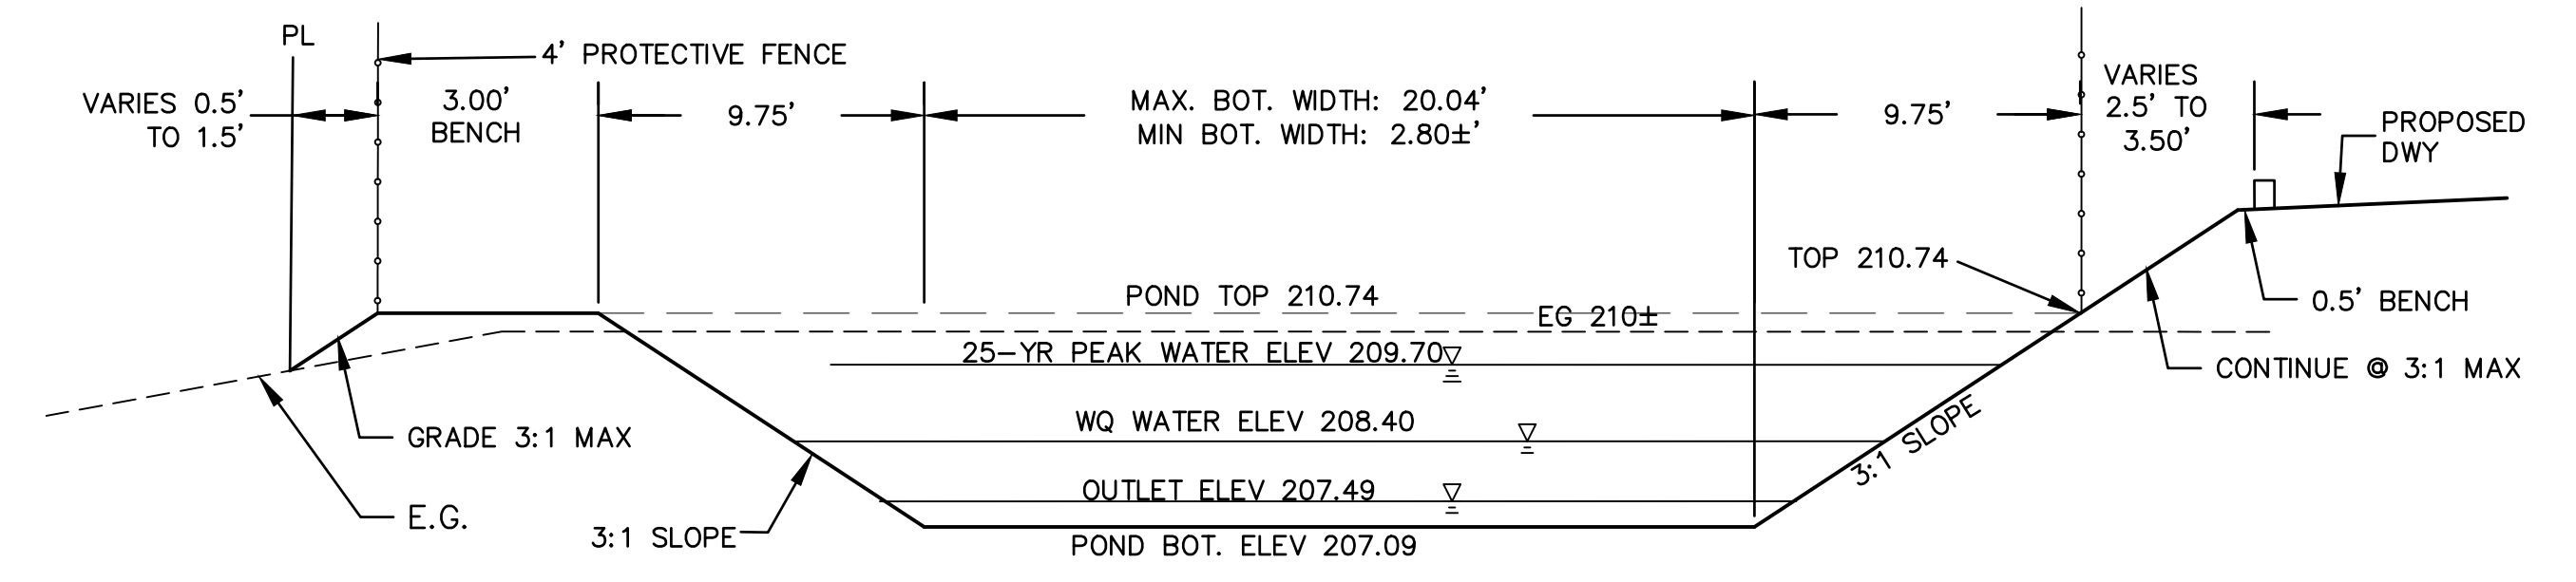 PL
4' PROTECTIVE FENCE
VARIES 0.5'
TO 1.5'
3.00'
BENCH
9.75'
MAX. BOT. WIDTH: 20.04'
MIN BOT. WIDTH: 2.80±'
9.75'
VARIES
2.5' TO
3.50'
PROPOSED
DWY
TOP 210.74
POND TOP 210.74
EG 210±
0.5' BENCH
25-YR PEAK WATER ELEV 209.70
CONTINUE @ 3:1 MAX
WQ WATER ELEV 208.40
GRADE 3:1 MAX
3:1 SLOPE
OUTLET ELEV 207.49
E.G.
3:1 SLOPE
POND BOT. ELEV 207.09